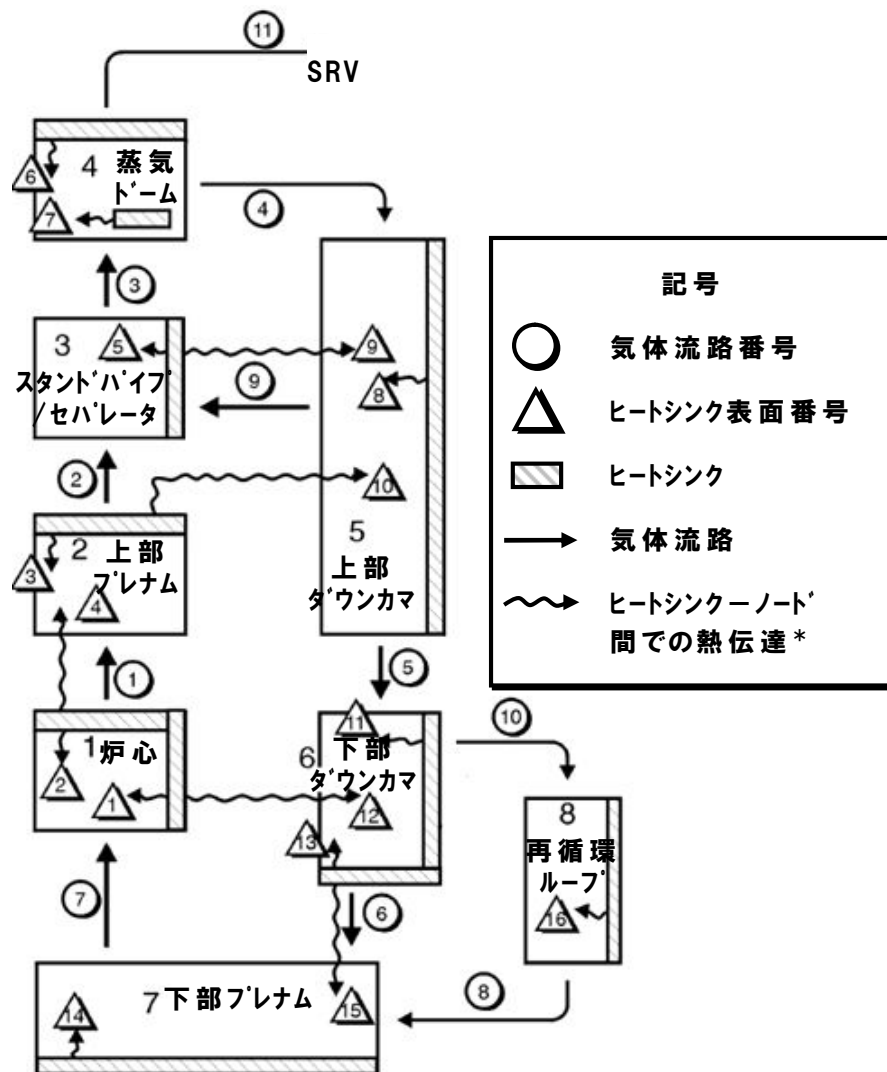 11
SRV
4 蒸気
ドーム
6
7
4
3
3
スタンドパイプ
/セパレータ
5
9
9
8
10
5
上部
ダウンカマ
2
2 上部
プレナム
3
4
1
5
1 炉心
2
1
6 下部
ダウンカマ
11
12
13
10
8
再循環
ループ
16
7
6
8
7 下部プレナム
14
15
記号
気体流路番号
ヒートシンク表面番号
ヒートシンク
気体流路
ヒートシンクーノード
間での熱伝達*